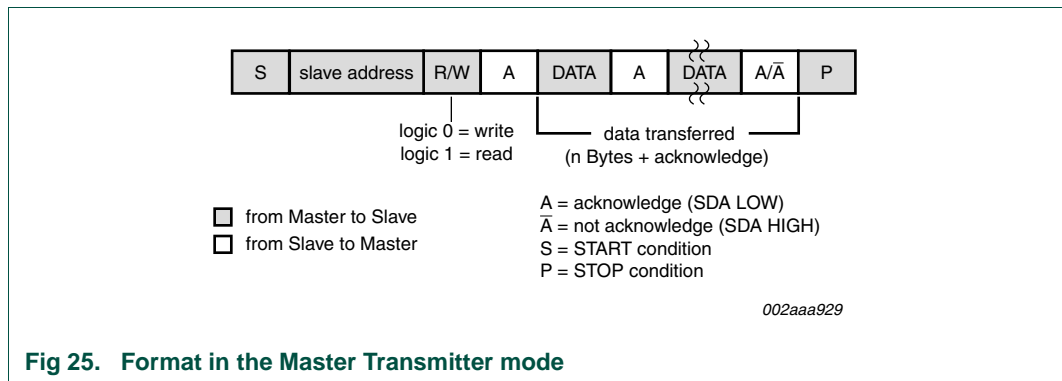 S slave address R/W A DATA A DATA A/A̅ P
logic 0 = write
logic 1 = read
data transferred
(n Bytes + acknowledge)
from Master to Slave
from Slave to Master
A = acknowledge (SDA LOW)
A̅ = not acknowledge (SDA HIGH)
S = START condition
P = STOP condition
002aaa929
Fig 25. Format in the Master Transmitter mode